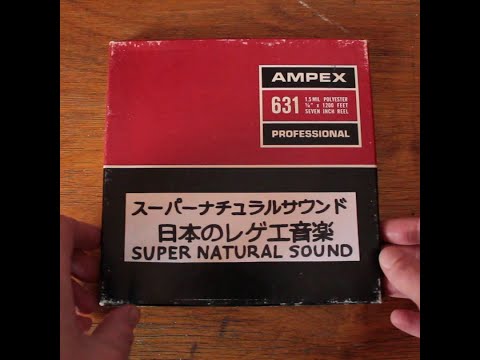 AMPEX
631
1.5 MIL POLYESTER
¼" x 1200 FEET
SEVEN INCH REEL
PROFESSIONAL
スーパーナチュラルサウンド
日本のレゲエ音楽
SUPER NATURAL SOUND